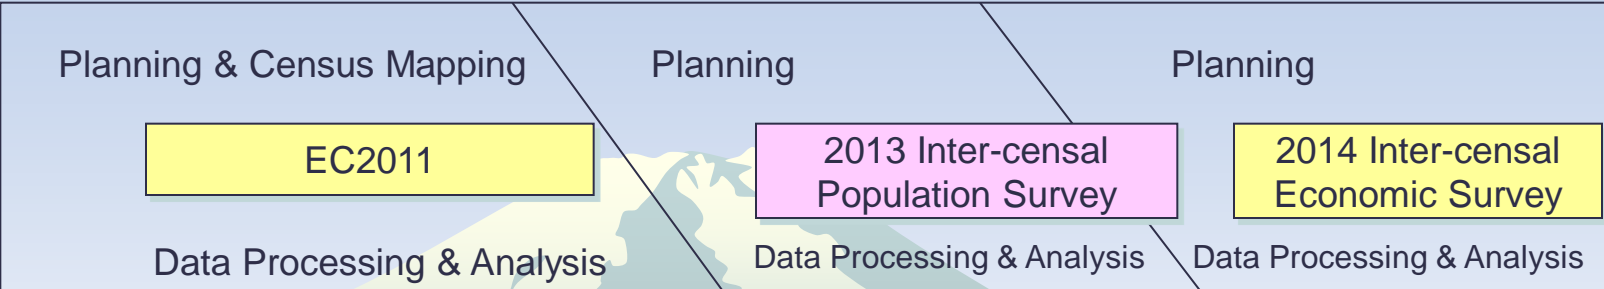 Planning & Census Mapping
Planning
Planning
EC2011
2013 Inter-censal
Population Survey
2014 Inter-censal
Economic Survey
Data Processing & Analysis
Data Processing & Analysis
Data Processing & Analysis